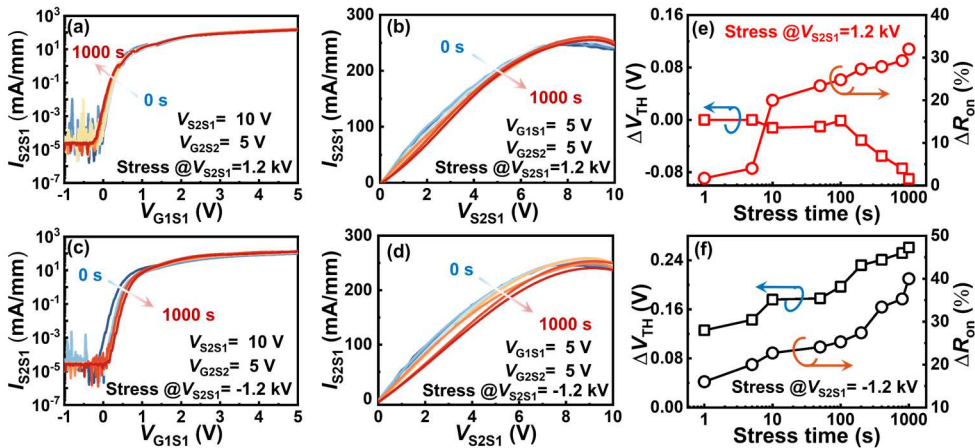 (a)
10³
10¹
10⁻¹
10⁻³
10⁻⁵
10⁻⁷
I_S2S1 (mA/mm)
1000 s
0 s
V_S2S1 = 10 V
V_G2S2 = 5 V
Stress @V_S2S1=1.2 kV
-1 0 1 2 3 4 5
V_G1S1 (V)
(b)
300
200
100
0
I_S2S1 (mA/mm)
0 s
1000 s
V_G1S1 = 5 V
V_G2S2 = 5 V
Stress @V_S2S1=1.2 kV
0 2 4 6 8 10
V_S2S1 (V)
(e)
Stress @V_S2S1=1.2 kV
0.16
0.08
0.00
-0.08
ΔV_TH (V)
40
30
20
10
0
ΔR_on (%)
1 10 100 1000
Stress time (s)
(c)
10³
10¹
10⁻¹
10⁻³
10⁻⁵
10⁻⁷
I_S2S1 (mA/mm)
0 s
1000 s
V_S2S1 = 10 V
V_G2S2 = 5 V
Stress @V_S2S1= -1.2 kV
-1 0 1 2 3 4 5
V_G1S1 (V)
(d)
300
200
100
0
I_S2S1 (mA/mm)
0 s
1000 s
V_G1S1 = 5 V
V_G2S2 = 5 V
Stress @V_S2S1= -1.2 kV
0 2 4 6 8 10
V_S2S1 (V)
(f)
0.24
0.16
0.08
0.00
ΔV_TH (V)
50
40
30
20
10
ΔR_on (%)
Stress @V_S2S1= -1.2 kV
1 10 100 1000
Stress time (s)